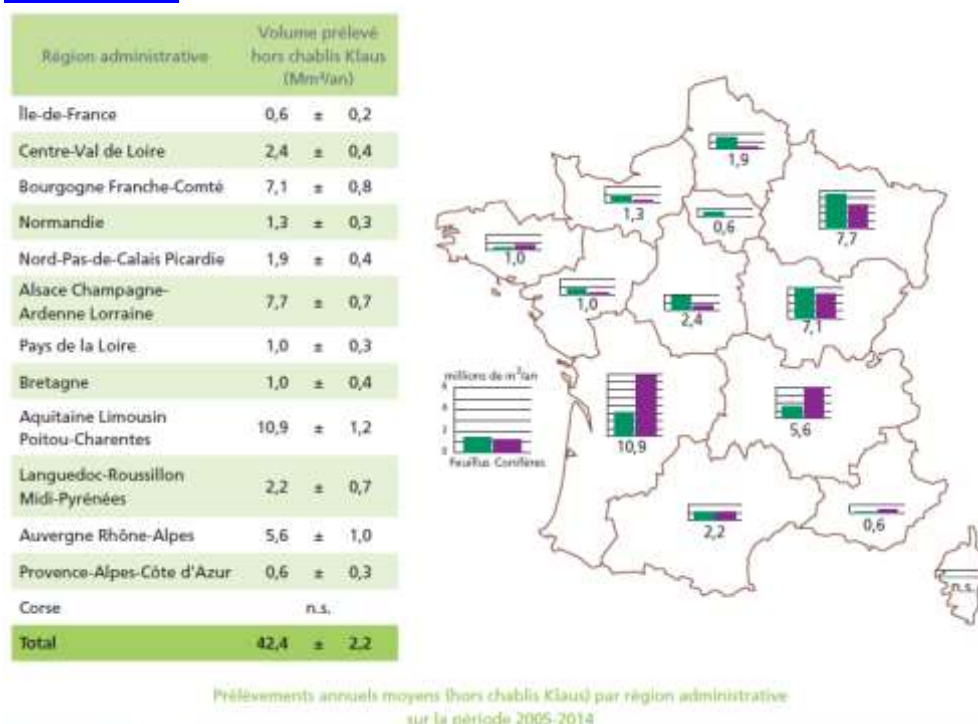 Région administrative
Volume prélevé
hors chablis Klaus
(Mm³/an)
Île-de-France 0,6 ± 0,2
Centre-Val de Loire 2,4 ± 0,4
Bourgogne Franche-Comté 7,1 ± 0,8
Normandie 1,3 ± 0,3
Nord-Pas-de-Calais Picardie 1,9 ± 0,4
Alsace Champagne-
Ardenne Lorraine 7,7 ± 0,7
Pays de la Loire 1,0 ± 0,3
Bretagne 1,0 ± 0,4
Aquitaine Limousin
Poitou-Charentes 10,9 ± 1,2
Languedoc-Roussillon
Midi-Pyrénées 2,2 ± 0,7
Auvergne Rhône-Alpes 5,6 ± 1,0
Provence-Alpes-Côte d'Azur 0,6 ± 0,3
Corse n.s.
Total 42,4 ± 2,2
1,9
1,3
0,6
7,7
1,0
1,0
2,4
7,1
millions de m³/an
2
0
Feuillus Conifères
10,9
5,6
2,2
0,6
n.s.
Prélèvements annuels moyens (hors chablis Klaus) par région administrative
sur la période 2005-2014